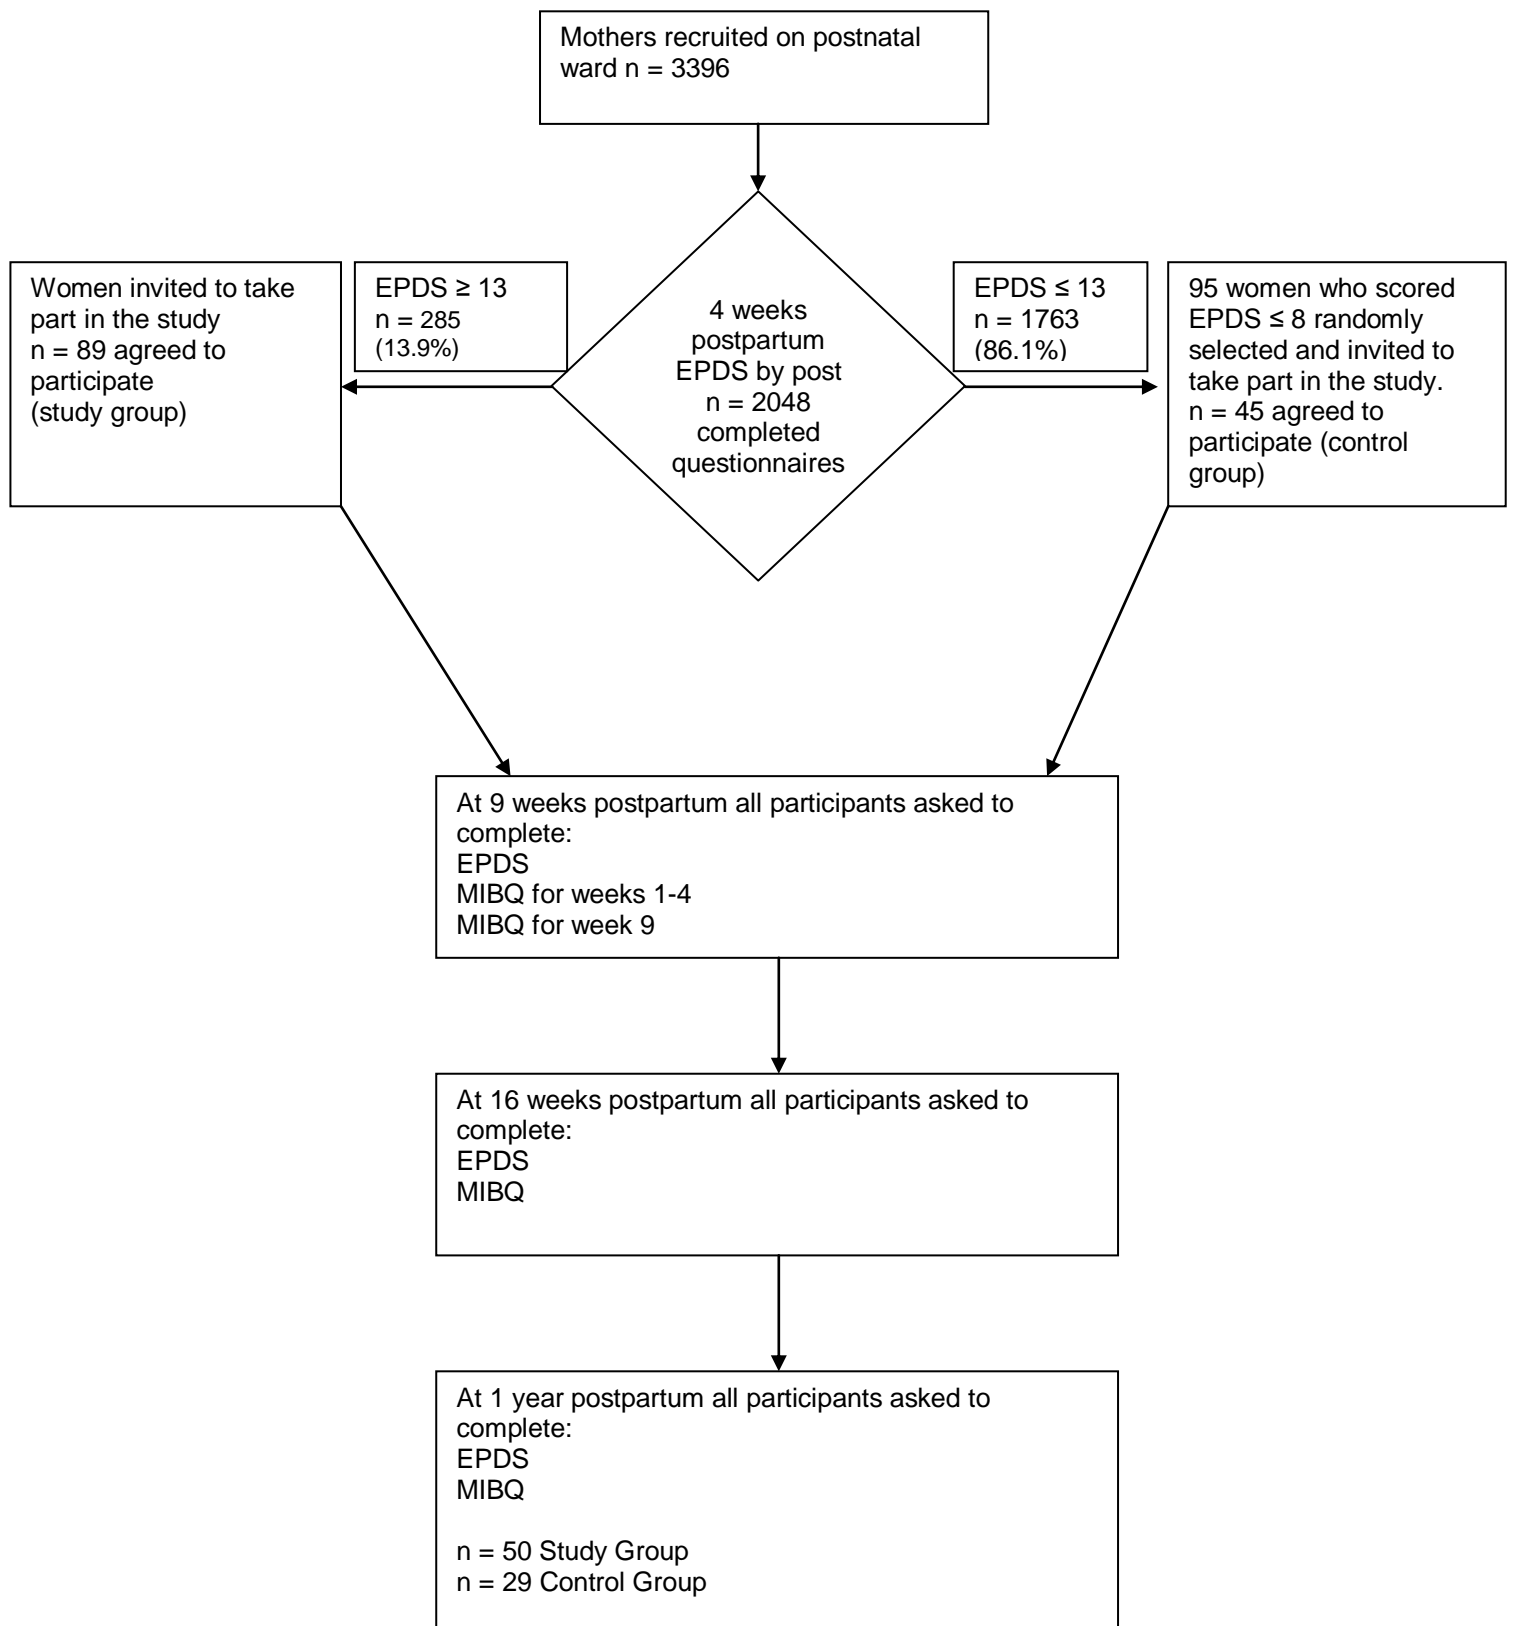 Mothers recruited on postnatal
ward n = 3396
Women invited to take
part in the study
n = 89 agreed to
participate
(study group)
EPDS ≥ 13
n = 285
(13.9%)
4 weeks
postpartum
EPDS by post
n = 2048
completed
questionnaires
EPDS ≤ 13
n = 1763
(86.1%)
95 women who scored
EPDS ≤ 8 randomly
selected and invited to
take part in the study.
n = 45 agreed to
participate (control
group)
At 9 weeks postpartum all participants asked to
complete:
EPDS
MIBQ for weeks 1-4
MIBQ for week 9
At 16 weeks postpartum all participants asked to
complete:
EPDS
MIBQ
At 1 year postpartum all participants asked to
complete:
EPDS
MIBQ
n = 50 Study Group
n = 29 Control Group